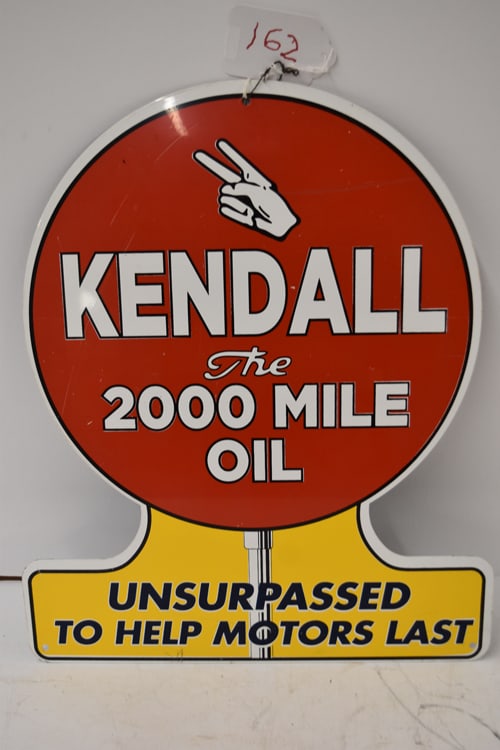 162
KENDALL
The
2000 MILE
OIL
UNSURPASSED
TO HELP MOTORS LAST